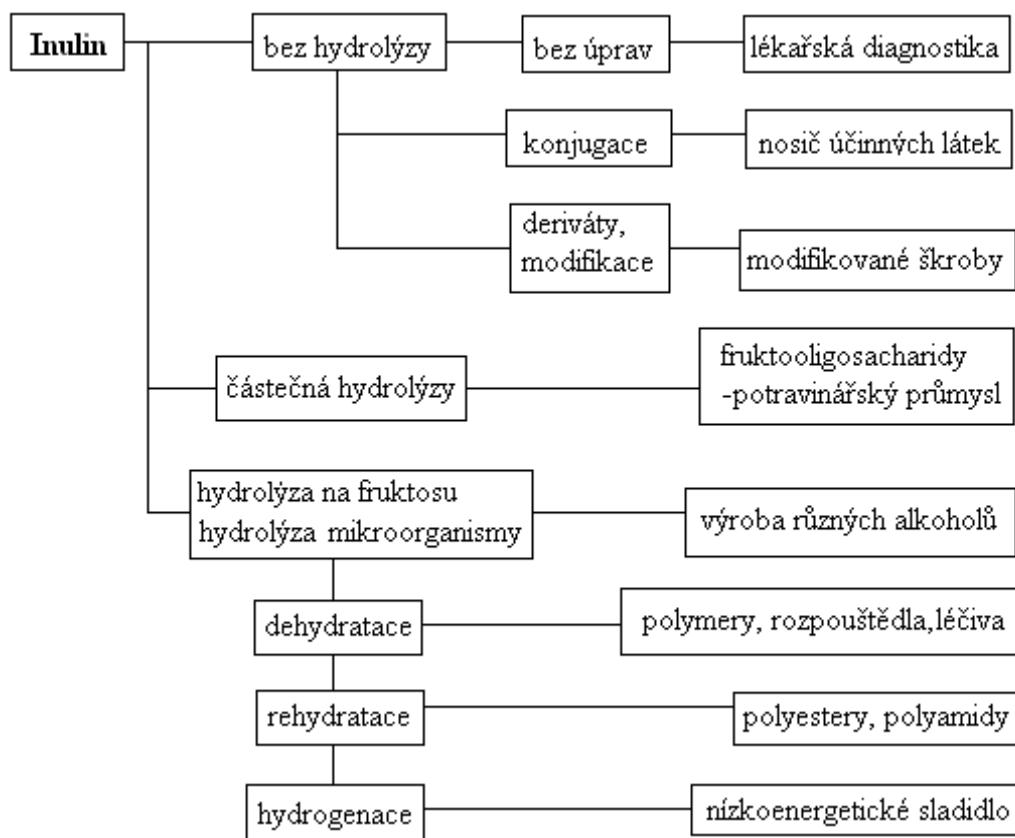 Inulin
bez hydrolýzy
bez úprav
lékařská diagnostika
konjugace
nosič účinných látek
deriváty,
modifikace
modifikované škroby
částečná hydrolýzy
fruktooligosacharidy
-potravinářský průmysl
hydrolýza na fruktosu
hydrolýza mikroorganismy
výroba různých alkoholů
dehydratace
polymery, rozpouštědla,léčiva
rehydratace
polyestery, polyamidy
hydrogenace
nízkoenergetické sladidlo